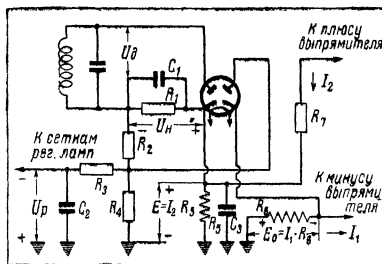 К плюсу
выпрямителя
U∂
C₁
R₁
I₂
Uн
R₇
R₂
К сеткам
рег. ламп
К минусу
выпрями-
теля
R₃
Uр
C₂
R₄
E=I₂ R₅
R₅
C₃
R₆
E₀=I₁·R₆
I₁